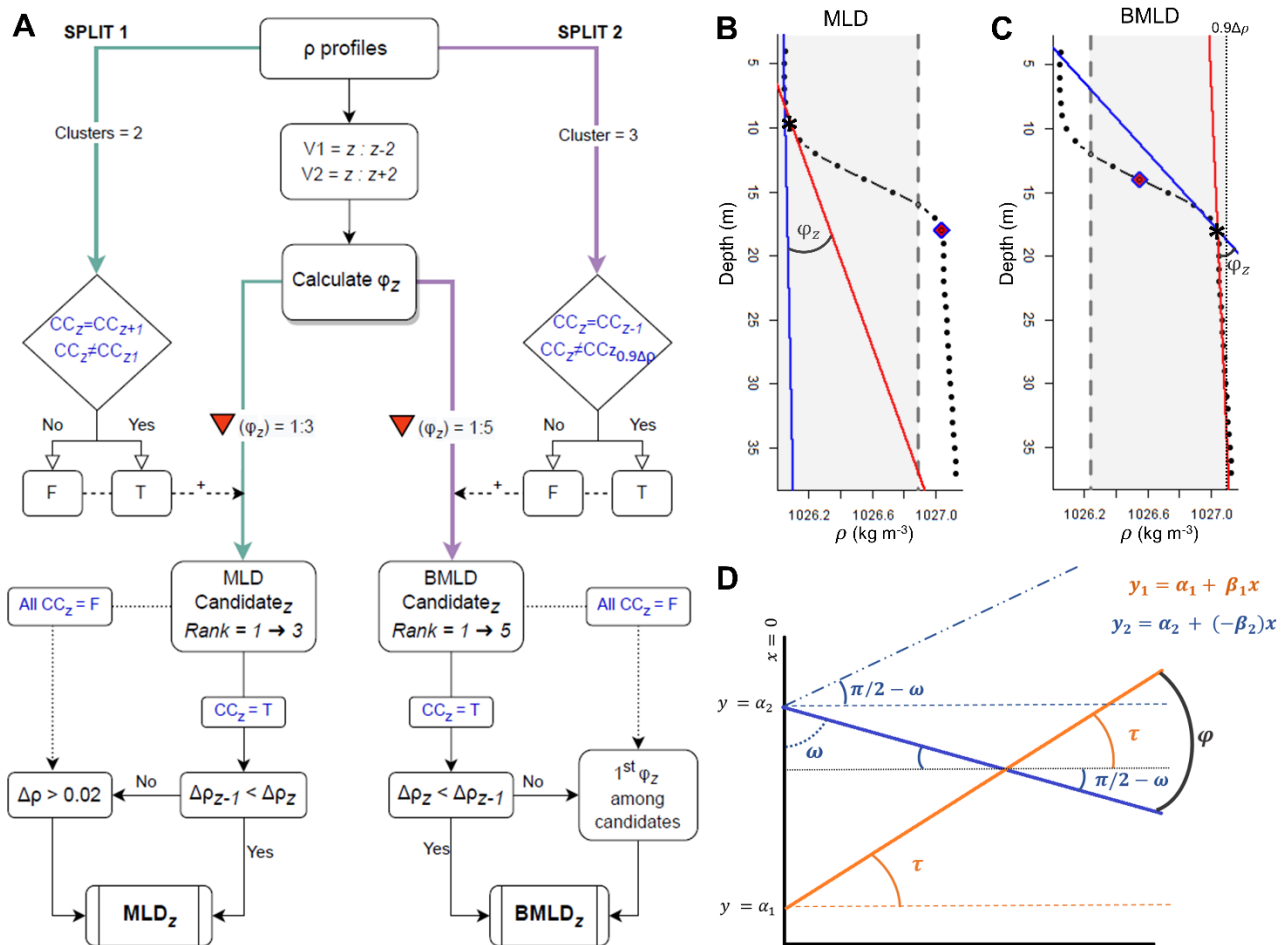 A
SPLIT 1
SPLIT 2
ρ profiles
Clusters = 2
Cluster = 3
V1 = z : z-2
V2 = z : z+2
Calculate φz
CCz=CCz+1
CCz≠CCz1
CCz=CCz-1
CCz≠CCz0.9Δρ
No
Yes
(φz) = 1:3
(φz) = 1:5
No
Yes
F
T
+
+
F
T
All CCz = F
MLD
Candidatez
Rank = 1 → 3
BMLD
Candidatez
Rank = 1 → 5
All CCz = F
CCz = T
CCz = T
Δρ > 0.02
No
Δρz-1 < Δρz
Δρz < Δρz-1
No
1st φz
among
candidates
Yes
Yes
MLDz
BMLDz
B
MLD
Depth (m)
5
10
15
20
25
30
35
φz
1026.2
1026.6
1027.0
ρ (kg m-3)
C
BMLD
0.9Δρ
Depth (m)
5
10
15
20
25
30
35
φz
1026.2
1026.6
1027.0
ρ (kg m-3)
D
y1 = α1 + β1x
y2 = α2 + (-β2)x
x = 0
π/2 − ω
y = α2
ω
τ
φ
π/2 − ω
τ
y = α1